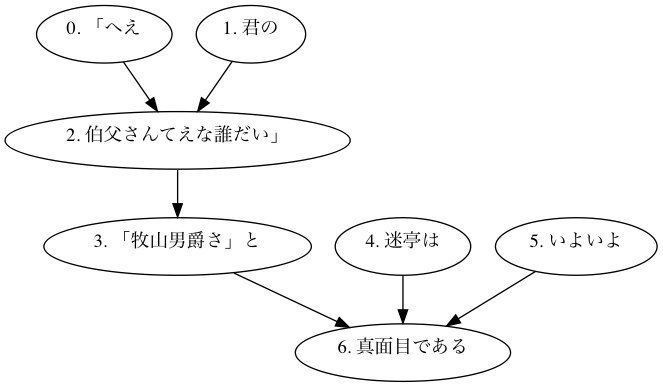 0. 「へえ
1. 君の
2. 伯父さんてえな誰だい」
3. 「牧山男爵さ」と
4. 迷亭は
5. いよいよ
6. 真面目である